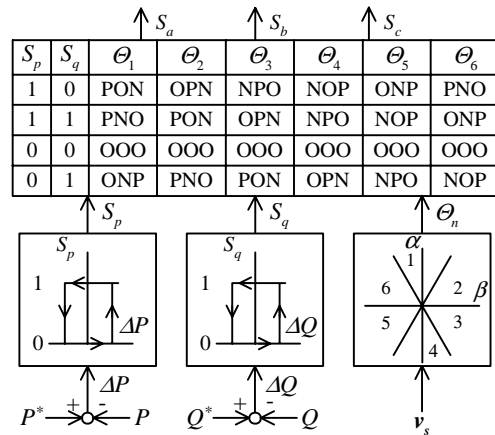 S_a S_b S_c
S_p S_q Θ_1 Θ_2 Θ_3 Θ_4 Θ_5 Θ_6
1 0 PON OPN NPO NOP ONP PNO
1 1 PNO PON OPN NPO NOP ONP
0 0 OOO OOO OOO OOO OOO OOO
0 1 ONP PNO PON OPN NPO NOP
S_p S_q Θ_n
S_p S_q α
1 1 1
6 2 β
5 3
0 ΔP 0 ΔQ 4
ΔP ΔQ
P* + - P Q* + - Q v_s